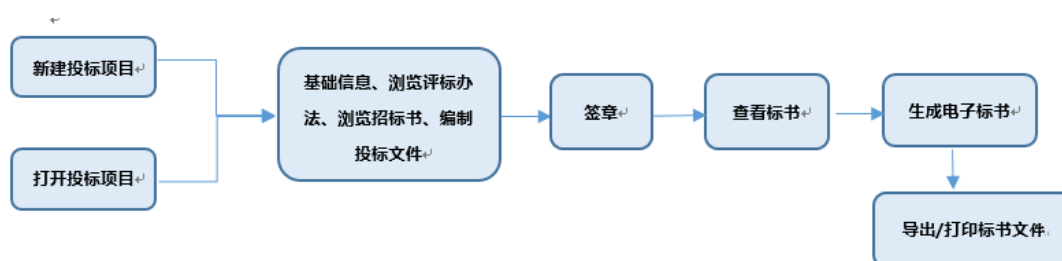 新建投标项目
打开投标项目
基础信息、浏览评标办
法、浏览招标书、编制
投标文件
签章
查看标书
生成电子标书
导出/打印标书文件